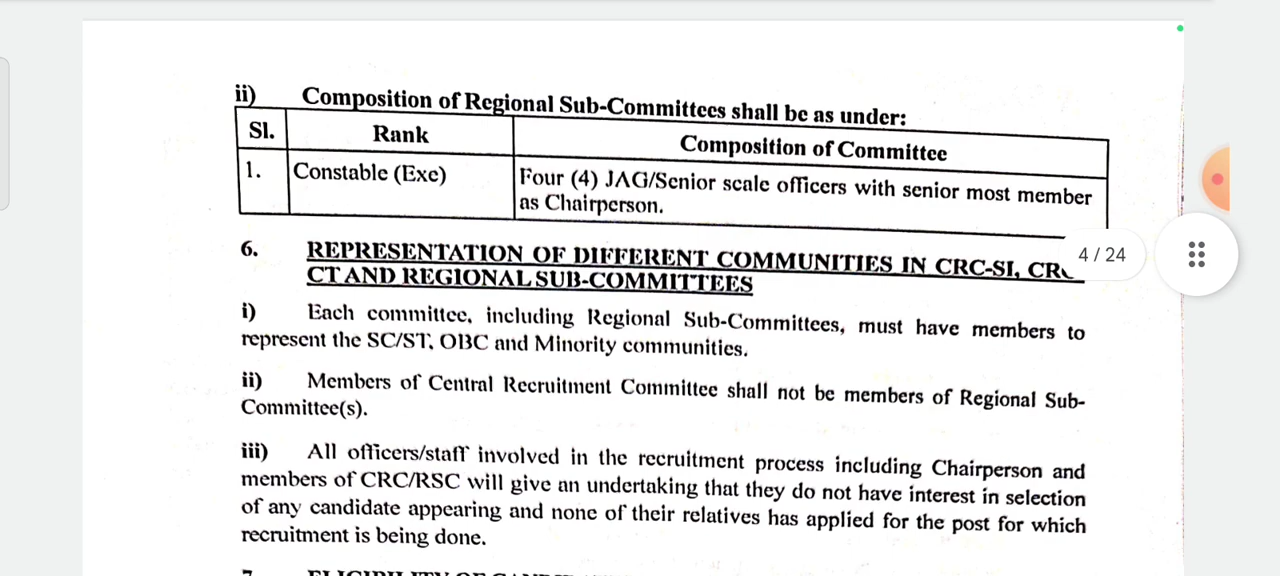 ii) Composition of Regional Sub-Committees shall be as under:
Sl. Rank Composition of Committee
1. Constable (Exe) Four (4) JAG/Senior scale officers with senior most member
as Chairperson.
6. REPRESENTATION OF DIFFERENT COMMUNITIES IN CRC-SI,
CT AND REGIONAL SUB-COMMITTEES
4 / 24
i) Each committee, including Regional Sub-Committees, must have members to
represent the SC/ST, OBC and Minority communities.
ii) Members of Central Recruitment Committee shall not be members of Regional Sub-
Committee(s).
iii) All officers/staff involved in the recruitment process including Chairperson and
members of CRC/RSC will give an undertaking that they do not have interest in selection
of any candidate appearing and none of their relatives has applied for the post for which
recruitment is being done.